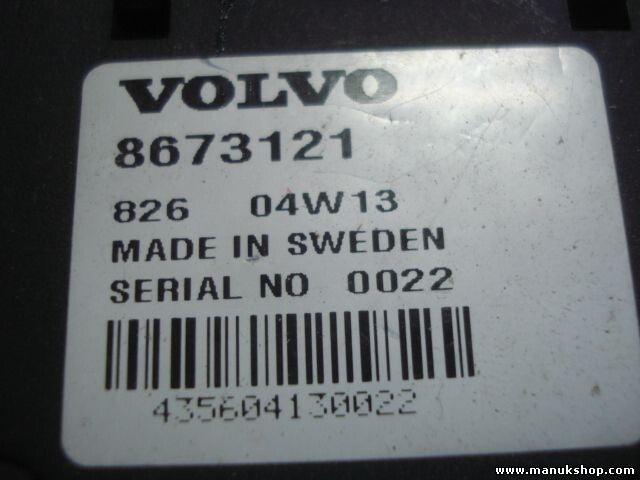 VOLVO
8673121
826 04W13
MADE IN SWEDEN
SERIAL NO 0022
435604130022
www.manukshop.com